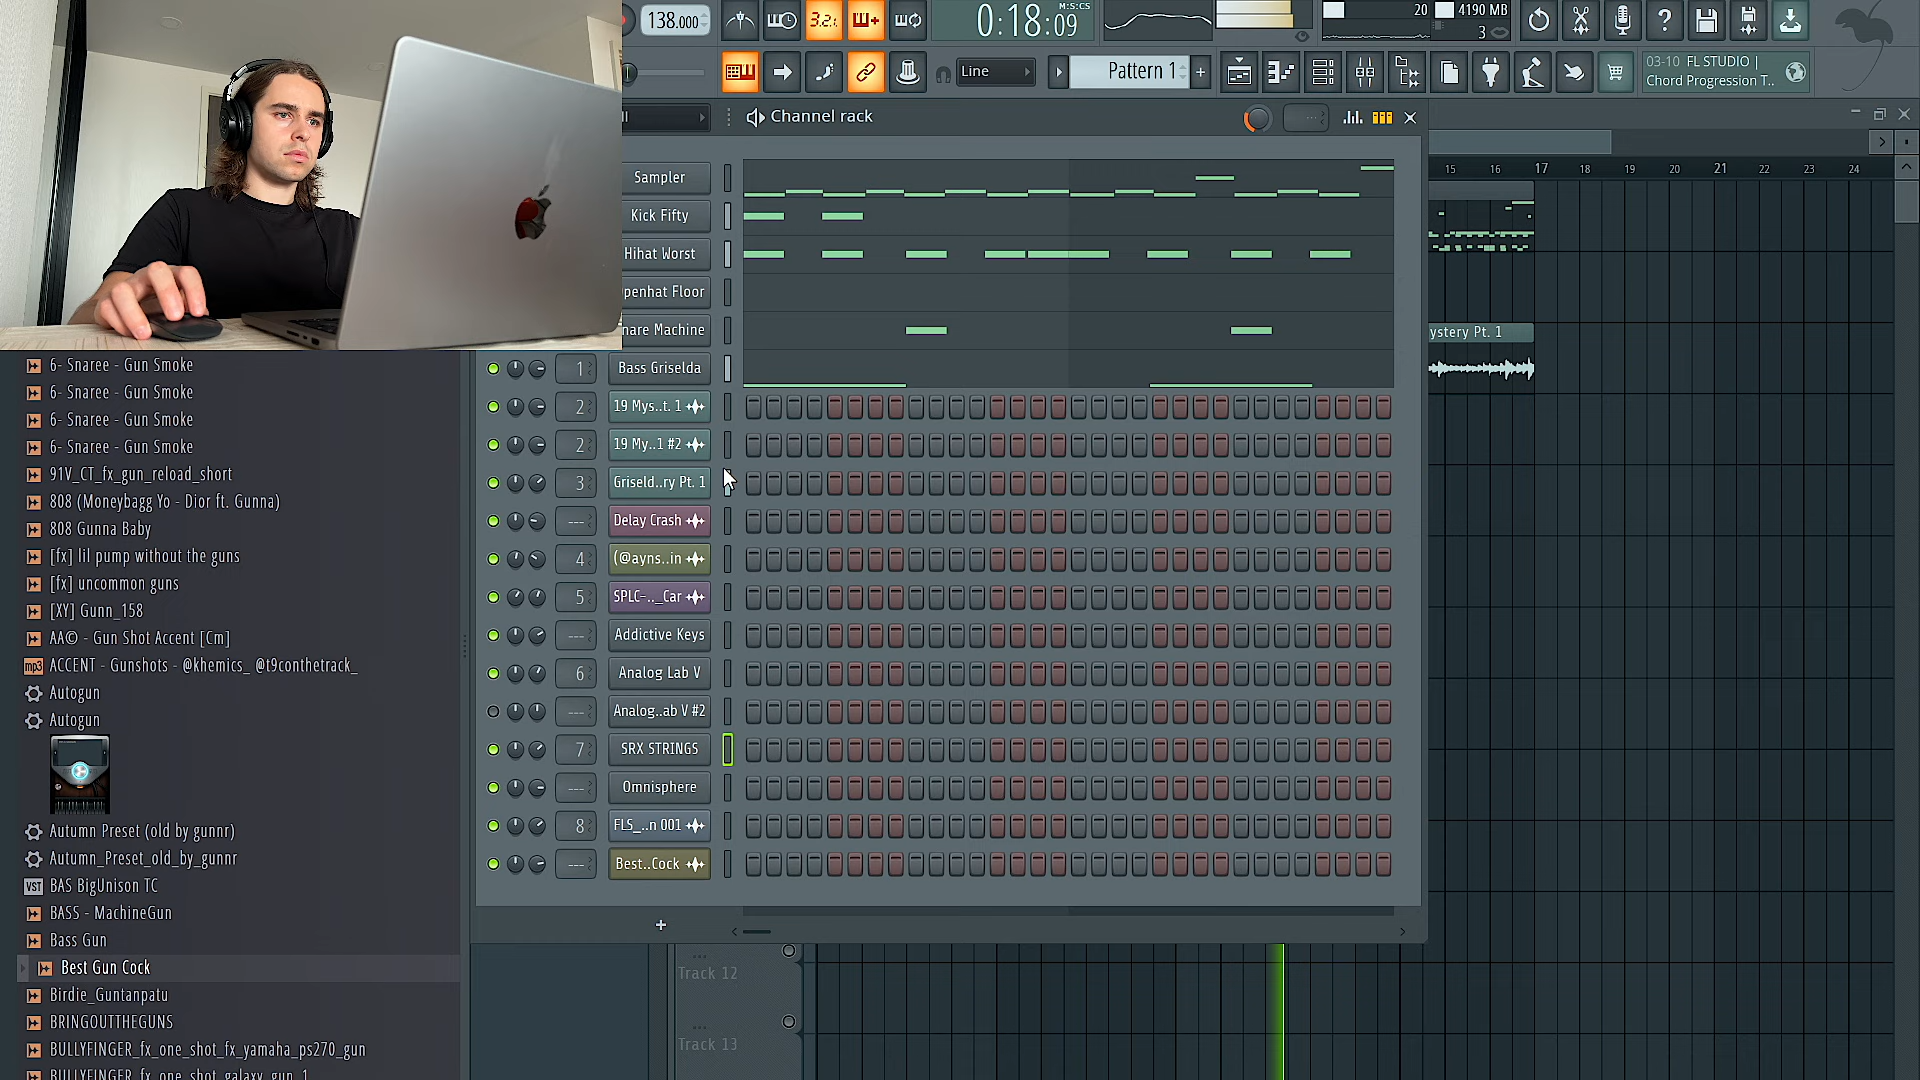 138.000
3.2.
0:18:09
M:S:CS
20
4190 MB
3
Line
Pattern 1
+
03-10 FL STUDIO |
Chord Progression T..
Channel rack
Sampler
Kick Fifty
Hihat Worst
penhat Floor
nare Machine
1 Bass Griselda
2 19 Mys..t. 1
2 19 My..1 #2
3 Griseld..ry Pt. 1
--- Delay Crash
4 (@ayns..in
5 SPLC-.._Car
--- Addictive Keys
6 Analog Lab V
--- Analog..ab V #2
7 SRX STRINGS
--- Omnisphere
8 FLS_..n 001
--- Best..Cock
+
15 16 17 18 19 20 21 22 23 24
ystery Pt. 1
Track 12
Track 13
6- Snaree - Gun Smoke
6- Snaree - Gun Smoke
6- Snaree - Gun Smoke
6- Snaree - Gun Smoke
91V_CT_fx_gun_reload_short
808 (Moneybagg Yo - Dior ft. Gunna)
808 Gunna Baby
[fx] lil pump without the guns
[fx] uncommon guns
[XY] Gunn_158
AA© - Gun Shot Accent [Cm]
mp3 ACCENT - Gunshots - @khemics_ @t9conthetrack_
Autogun
Autogun
Autumn Preset (old by gunnr)
Autumn_Preset_old_by_gunnr
VST BAS BigUnison TC
BASS - MachineGun
Bass Gun
Best Gun Cock
Birdie_Guntanpatu
BRINGOUTTHEGUNS
BULLYFINGER_fx_one_shot_fx_yamaha_ps270_gun
BULLYFINGER_fx_one_shot_galaxy_gun_1